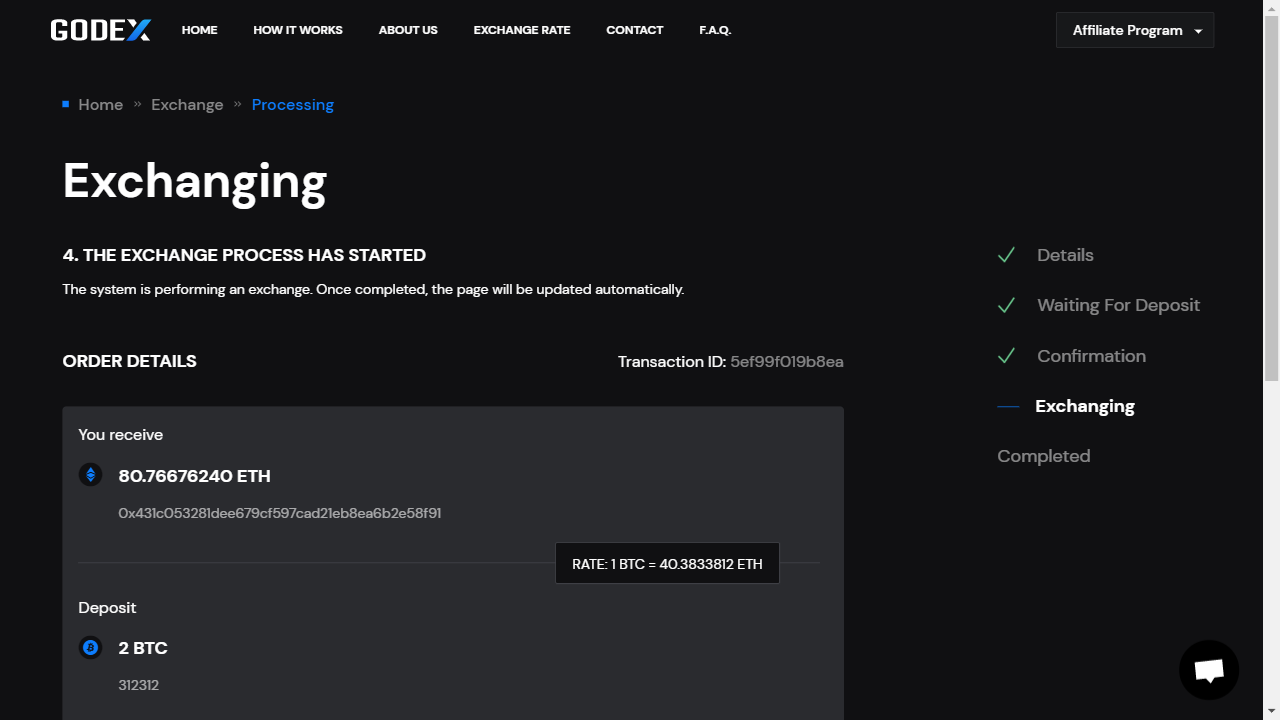 GODEX HOME HOW IT WORKS ABOUT US EXCHANGE RATE CONTACT F.A.Q. Affiliate Program
Home » Exchange » Processing
Exchanging
4. THE EXCHANGE PROCESS HAS STARTED
The system is performing an exchange. Once completed, the page will be updated automatically.
ORDER DETAILS Transaction ID: 5ef99f019b8ea
You receive
80.76676240 ETH
0x431c053281dee679cf597cad21eb8ea6b2e58f91
RATE: 1 BTC = 40.3833812 ETH
Deposit
2 BTC
312312
Details
Waiting For Deposit
Confirmation
Exchanging
Completed